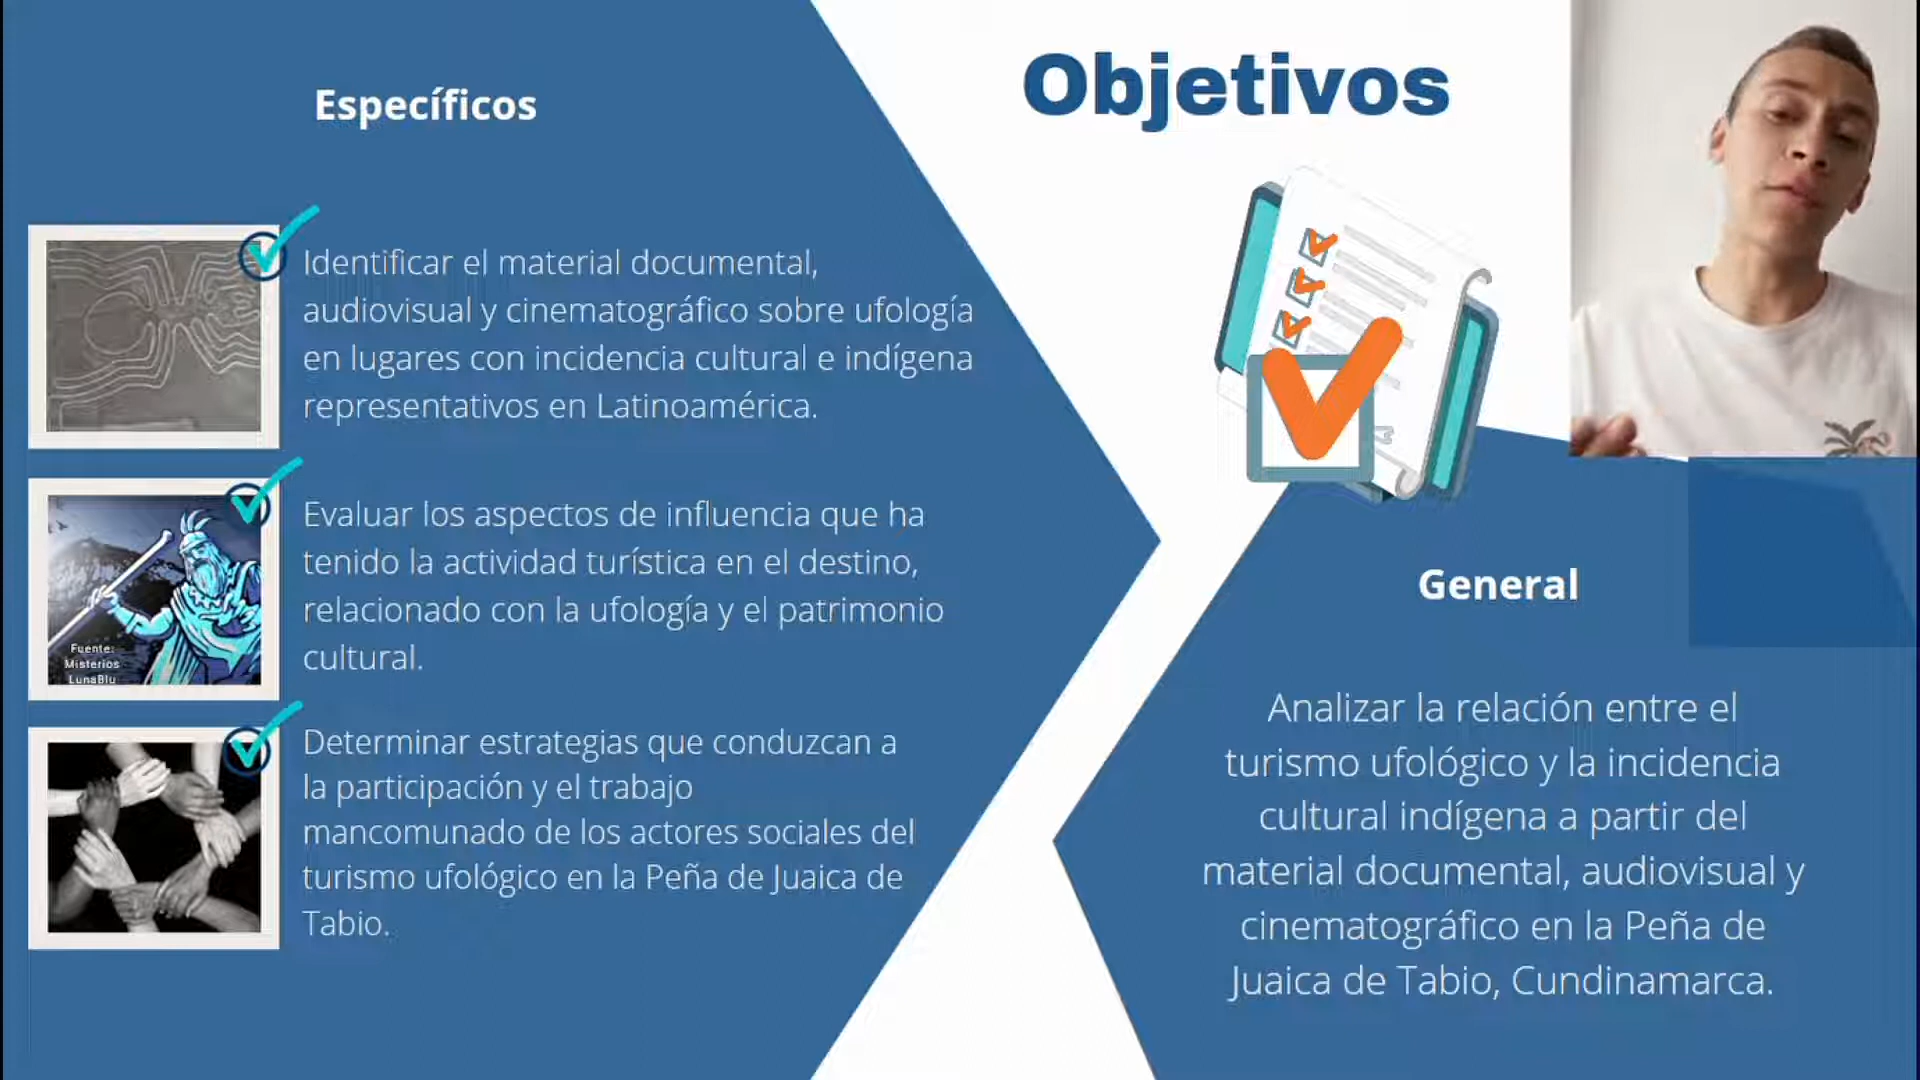 Objetivos
Específicos
Identificar el material documental,
audiovisual y cinematográfico sobre ufología
en lugares con incidencia cultural e indígena
representativos en Latinoamérica.
Evaluar los aspectos de influencia que ha
tenido la actividad turística en el destino,
relacionado con la ufología y el patrimonio
cultural.
Fuente:
Misterios
LunaBlu
Determinar estrategias que conduzcan a
la participación y el trabajo
mancomunado de los actores sociales del
turismo ufológico en la Peña de Juaica de
Tabio.
General
Analizar la relación entre el
turismo ufológico y la incidencia
cultural indígena a partir del
material documental, audiovisual y
cinematográfico en la Peña de
Juaica de Tabio, Cundinamarca.